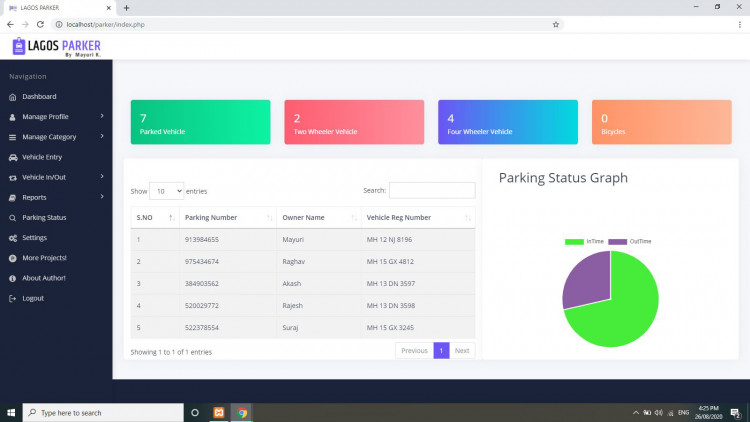 LAGOS PARKER
localhost/parker/index.php
LAGOS PARKER
By Mayuri K.
Navigation
Dashboard
Manage Profile
Manage Category
Vehicle Entry
Vehicle In/Out
Reports
Parking Status
Settings
More Projects!
About Author!
Logout
7
Parked Vehicle
2
Two Wheeler Vehicle
4
Four Wheeler Vehicle
0
Bicycles
Show 10 entries
Search:
S.NO Parking Number Owner Name Vehicle Reg Number
1 913984655 Mayuri MH 12 NJ 8196
2 975434674 Raghav MH 15 GX 4812
3 384903562 Akash MH 13 DN 3597
4 520029772 Rajesh MH 13 DN 3598
5 522378554 Suraj MH 15 GX 3245
Showing 1 to 1 of 1 entries
Previous 1 Next
Parking Status Graph
InTime OutTime
Type here to search
ENG
4:25 PM
26/08/2020
2